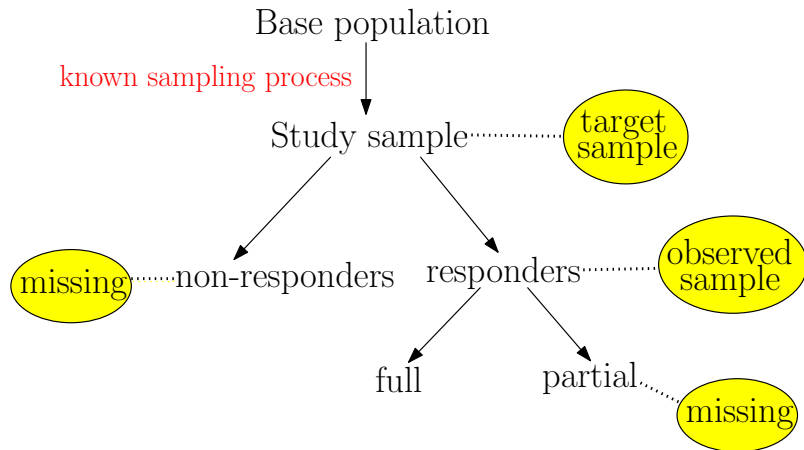 Base population
known sampling process
Study sample
target
sample
missing
non-responders
responders
observed
sample
full
partial
missing